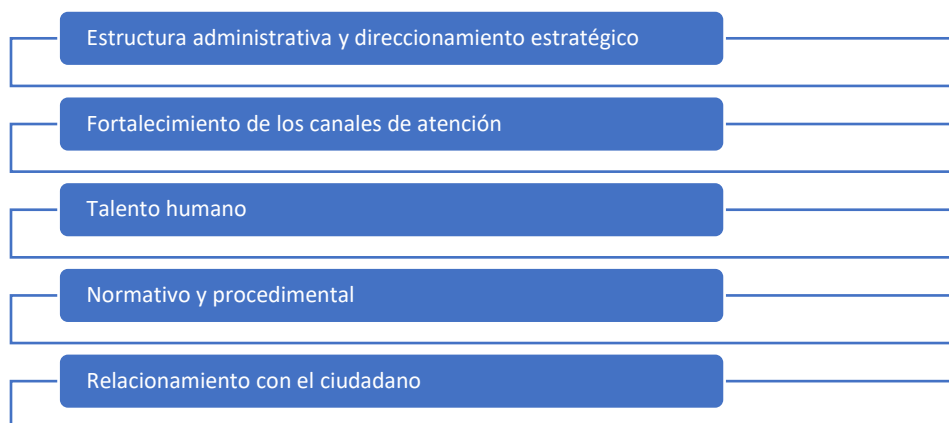 Estructura administrativa y direccionamiento estratégico
Fortalecimiento de los canales de atención
Talento humano
Normativo y procedimental
Relacionamiento con el ciudadano